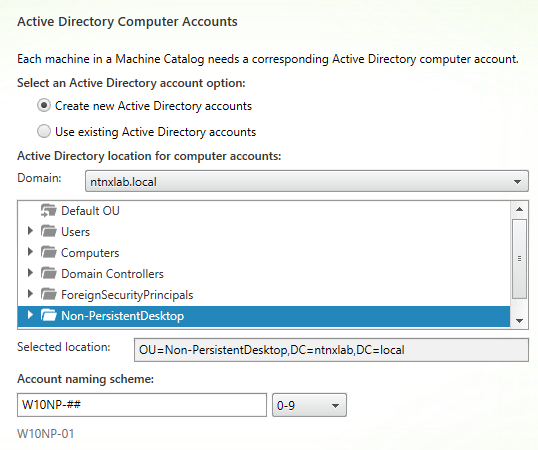 Active Directory Computer Accounts
Each machine in a Machine Catalog needs a corresponding Active Directory computer account.
Select an Active Directory account option:
Create new Active Directory accounts
Use existing Active Directory accounts
Active Directory location for computer accounts:
Domain: ntnxlab.local
Default OU
Users
Computers
Domain Controllers
ForeignSecurityPrincipals
Non-PersistentDesktop
Selected location: OU=Non-PersistentDesktop,DC=ntnxlab,DC=local
Account naming scheme:
W10NP-## 0-9
W10NP-01